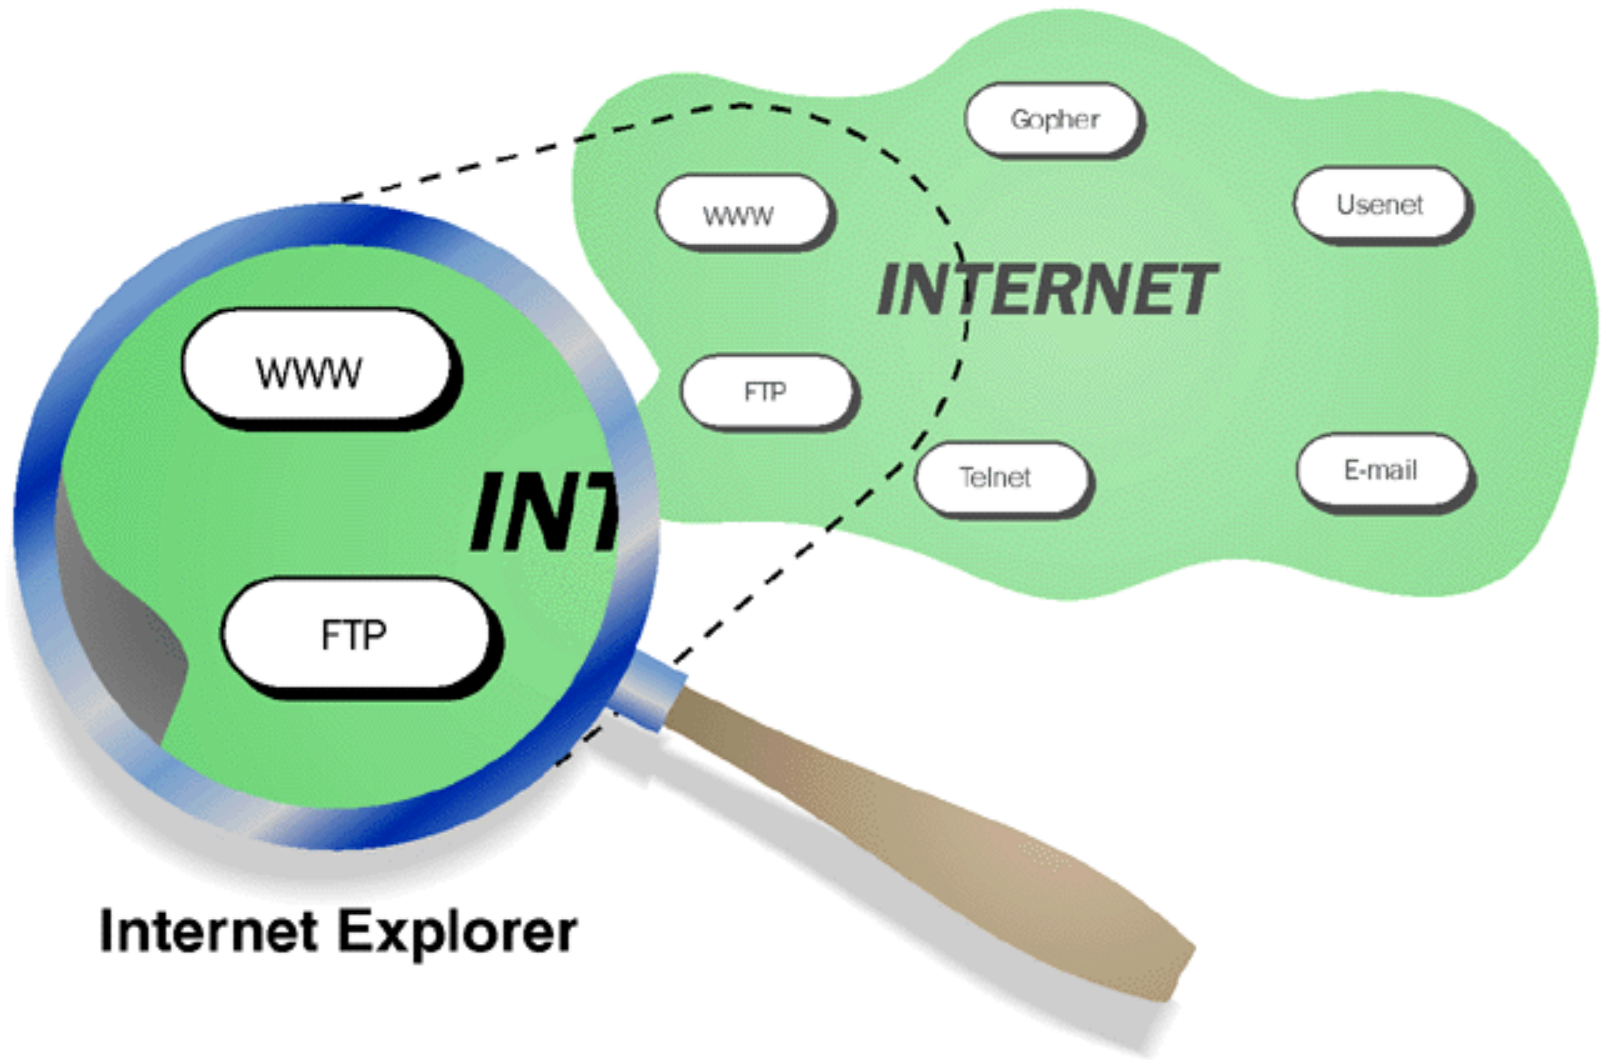 Gopher
Usenet
WWW
INTERNET
FTP
Telnet
E-mail
WWW
INT
FTP
Internet Explorer